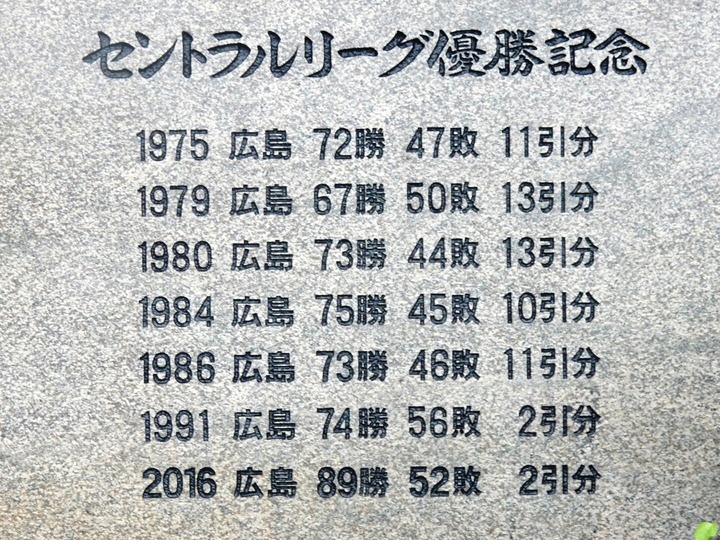 セントラルリーグ優勝記念
1975 広島 72勝 47敗 11引分
1979 広島 67勝 50敗 13引分
1980 広島 73勝 44敗 13引分
1984 広島 75勝 45敗 10引分
1986 広島 73勝 46敗 11引分
1991 広島 74勝 56敗 2引分
2016 広島 89勝 52敗 2引分